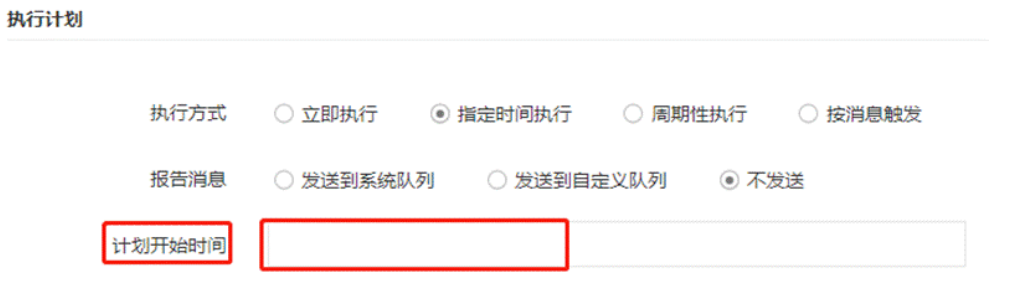 执行计划
执行方式 立即执行 指定时间执行 周期性执行 按消息触发
报告消息 发送到系统队列 发送到自定义队列 不发送
计划开始时间